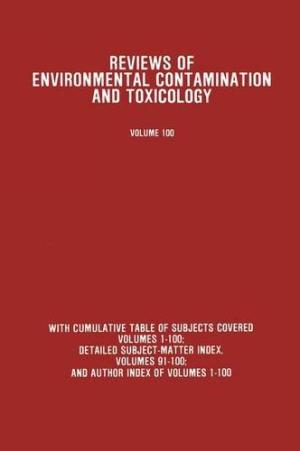 REVIEWS OF
ENVIRONMENTAL CONTAMINATION
AND TOXICOLOGY
VOLUME 100
WITH CUMULATIVE TABLE OF SUBJECTS COVERED
VOLUMES 1-100;
DETAILED SUBJECT-MATTER INDEX,
VOLUMES 91-100;
AND AUTHOR INDEX OF VOLUMES 1-100